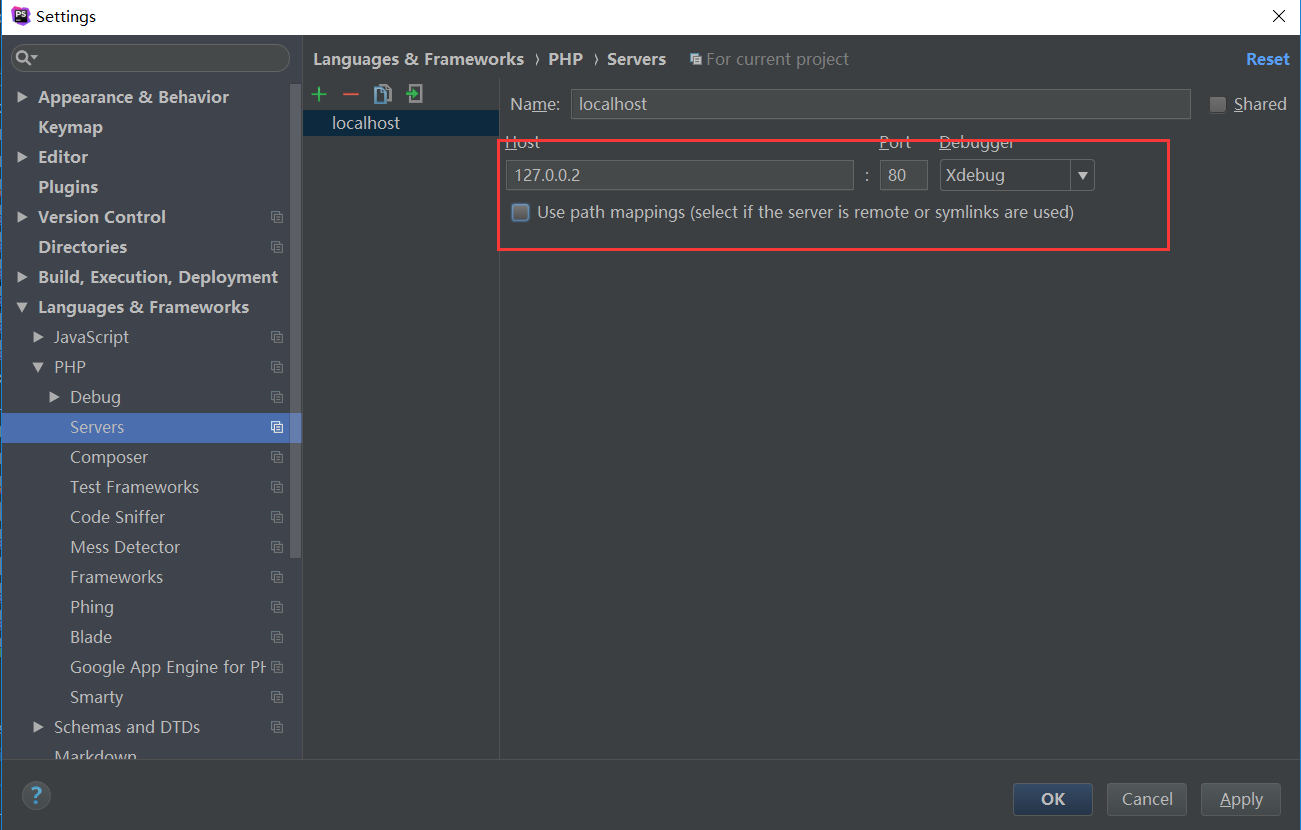 PS Settings
Languages & Frameworks › PHP › Servers For current project Reset
Appearance & Behavior
Keymap
Editor
Plugins
Version Control
Directories
Build, Execution, Deployment
Languages & Frameworks
JavaScript
PHP
Debug
Servers
Composer
Test Frameworks
Code Sniffer
Mess Detector
Frameworks
Phing
Blade
Google App Engine for PH
Smarty
Schemas and DTDs
Markdown
localhost
Name: localhost Shared
Host Port Debugger
127.0.0.2 : 80 Xdebug
Use path mappings (select if the server is remote or symlinks are used)
? OK Cancel Apply